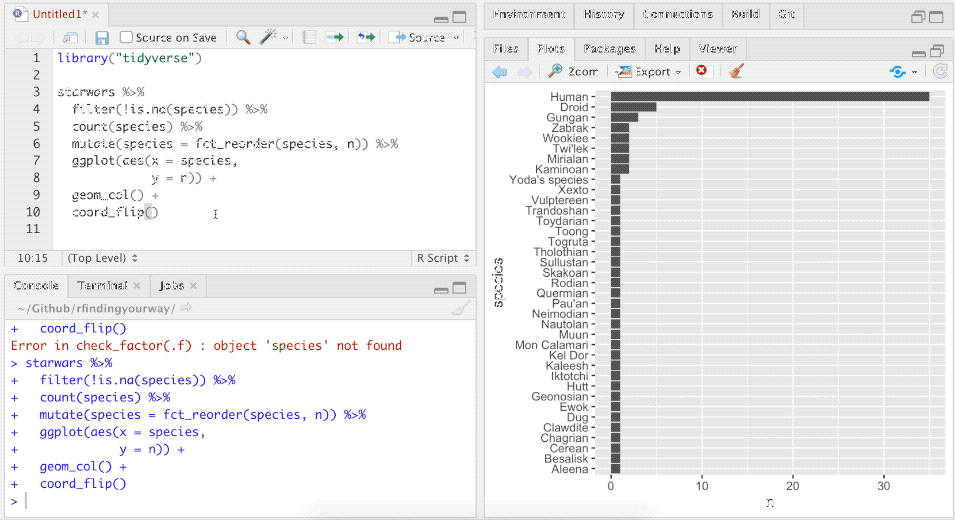 Untitled1*
Source on Save
Source
1 library("tidyverse")
2
3 starwars %>%
4 filter(!is.na(species)) %>%
5 count(species) %>%
6 mutate(species = fct_reorder(species, n)) %>%
7 ggplot(aes(x = species,
8 y = n)) +
9 geom_col() +
10 coord_flip()
11
10:15 (Top Level) R Script
Console Terminal Jobs
~/Github/rfindingyourway/
+ coord_flip()
Error in check_factor(.f) : object 'species' not found
> starwars %>%
+ filter(!is.na(species)) %>%
+ count(species) %>%
+ mutate(species = fct_reorder(species, n)) %>%
+ ggplot(aes(x = species,
+ y = n)) +
+ geom_col() +
+ coord_flip()
>
Environment History Connections Build Git
Files Plots Packages Help Viewer
Zoom Export
species
Human
Droid
Gungan
Zabrak
Wookiee
Twi'lek
Mirialan
Kaminoan
Yoda's species
Xexto
Vulptereen
Trandoshan
Toydarian
Toong
Togruta
Tholothian
Sullustan
Skakoan
Rodian
Quermian
Pau'an
Neimodian
Nautolan
Muun
Mon Calamari
Kel Dor
Kaleesh
Iktotchi
Hutt
Geonosian
Ewok
Dug
Clawdite
Chagrian
Cerean
Besalisk
Aleena
0 10 20 30
n